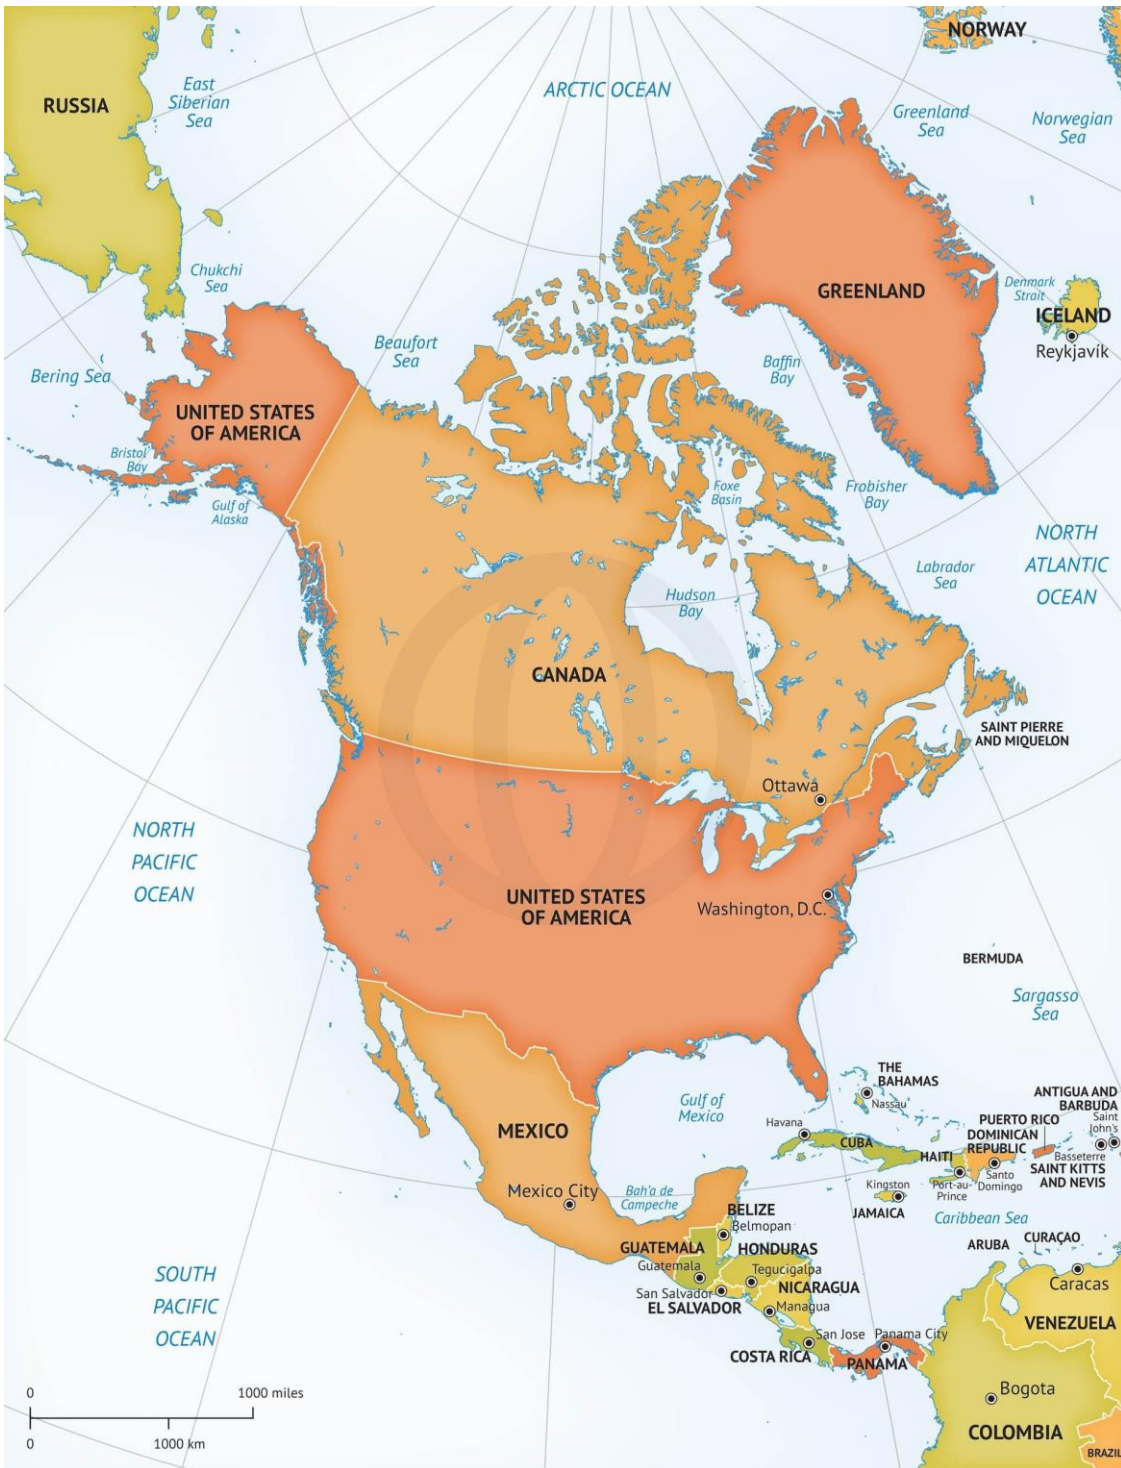 NORWAY
RUSSIA
East
Siberian
Sea
ARCTIC OCEAN
Greenland
Sea
Norwegian
Sea
Chukchi
Sea
GREENLAND
Denmark
Strait
ICELAND
Reykjavík
Bering Sea
Beaufort
Sea
Baffin
Bay
UNITED STATES
OF AMERICA
Bristol
Bay
Gulf of
Alaska
Foxe
Basin
Frobisher
Bay
NORTH
ATLANTIC
OCEAN
Labrador
Sea
Hudson
Bay
CANADA
SAINT PIERRE
AND MIQUELON
Ottawa
NORTH
PACIFIC
OCEAN
UNITED STATES
OF AMERICA
Washington, D.C.
BERMUDA
Sargasso
Sea
THE
BAHAMAS
Nassau
Gulf of
Mexico
ANTIGUA AND
BARBUDA
Saint
John's
PUERTO RICO
DOMINICAN
REPUBLIC
Havana
CUBA
MEXICO
HAITI
Basseterre
SAINT KITTS
AND NEVIS
Santo
Domingo
Port-au-
Prince
Kingston
JAMAICA
Mexico City
Bah'a de
Campeche
BELIZE
Belmopan
Caribbean Sea
ARUBA
CURAÇAO
GUATEMALA
Guatemala
HONDURAS
Tegucigalpa
SOUTH
PACIFIC
OCEAN
San Salvador
EL SALVADOR
NICARAGUA
Managua
Caracas
VENEZUELA
San Jose
COSTA RICA
Panama City
PANAMA
Bogota
COLOMBIA
BRAZIL
0
1000 miles
0
1000 km